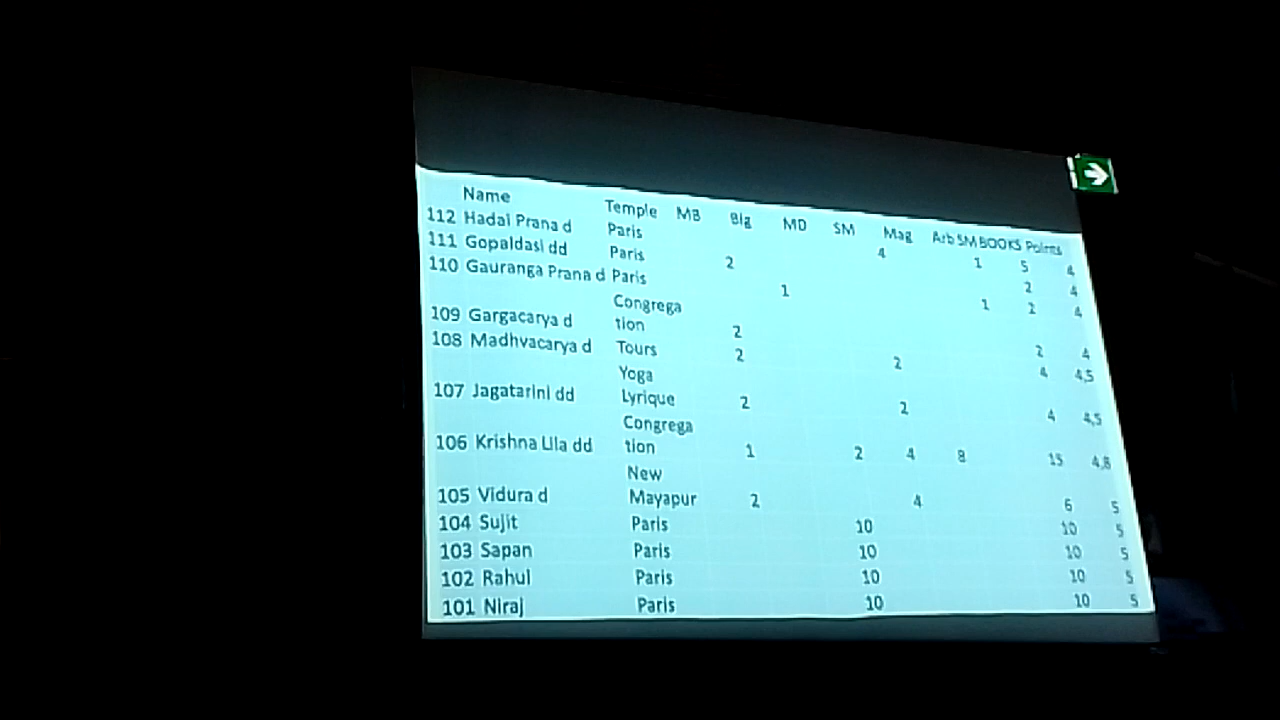 Name Temple MB Big MD SM Mag Arb SM BOOKS Points
112 Hadai Prana d Paris 4 1 5 4
111 Gopaldasi dd Paris 2 2 4
110 Gauranga Prana d Paris 1 1 2 4
Congrega
109 Gargacarya d tion 2 2 4
108 Madhvacarya d Tours 2 2 4 4,5
Yoga
107 Jagatarini dd Lyrique 2 2 4 4,5
Congrega
106 Krishna Lila dd tion 1 2 4 8 15 4,8
New
105 Vidura d Mayapur 2 4 6 5
104 Sujit Paris 10 10 5
103 Sapan Paris 10 10 5
102 Rahul Paris 10 10 5
101 Niraj Paris 10 10 5